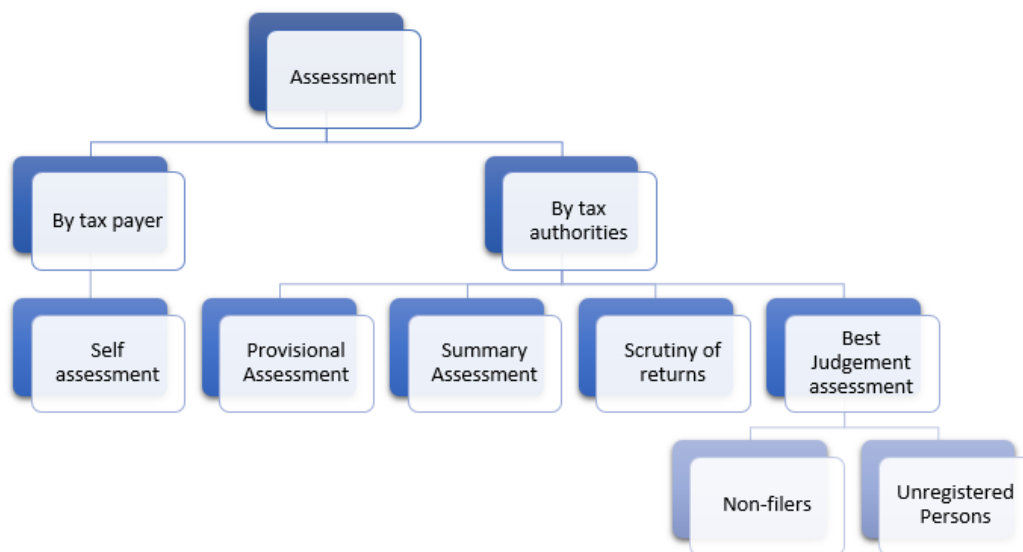 Assessment
By tax payer
By tax
authorities
Self
assessment
Provisional
Assessment
Summary
Assessment
Scrutiny of
returns
Best
Judgement
assessment
Non-filers
Unregistered
Persons